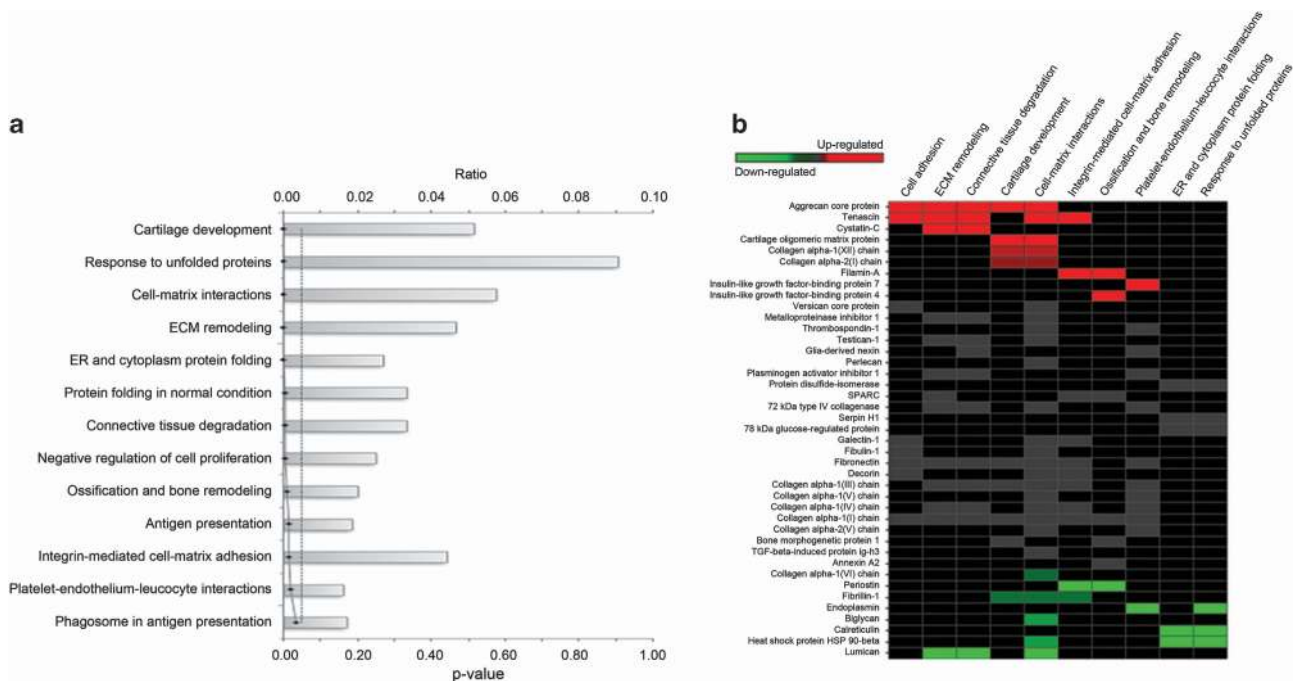 a
Ratio
0.00 0.02 0.04 0.06 0.08 0.10
Cartilage development
Response to unfolded proteins
Cell-matrix interactions
ECM remodeling
ER and cytoplasm protein folding
Protein folding in normal condition
Connective tissue degradation
Negative regulation of cell proliferation
Ossification and bone remodeling
Antigen presentation
Integrin-mediated cell-matrix adhesion
Platelet-endothelium-leucocyte interactions
Phagosome in antigen presentation
0.00 0.20 0.40 0.60 0.80 1.00
p-value
b
Up-regulated
Down-regulated
Cell adhesion
ECM remodeling
Connective tissue degradation
Cartilage development
Cell-matrix interactions
Integrin-mediated cell-matrix adhesion
Ossification and bone remodeling
Platelet-endothelium-leucocyte interactions
ER and cytoplasm protein folding
Response to unfolded proteins
Aggrecan core protein
Tenascin
Cystatin-C
Cartilage oligomeric matrix protein
Collagen alpha-1(XII) chain
Collagen alpha-2(I) chain
Filamin-A
Insulin-like growth factor-binding protein 7
Insulin-like growth factor-binding protein 4
Versican core protein
Metalloproteinase inhibitor 1
Thrombospondin-1
Testican-1
Glia-derived nexin
Perlecan
Plasminogen activator inhibitor 1
Protein disulfide-isomerase
SPARC
72 kDa type IV collagenase
Serpin H1
78 kDa glucose-regulated protein
Galectin-1
Fibulin-1
Fibronectin
Decorin
Collagen alpha-1(III) chain
Collagen alpha-1(V) chain
Collagen alpha-1(IV) chain
Collagen alpha-1(I) chain
Collagen alpha-2(V) chain
Bone morphogenetic protein 1
TGF-beta-induced protein ig-h3
Annexin A2
Collagen alpha-1(VI) chain
Periostin
Fibrillin-1
Endoplasmin
Biglycan
Calreticulin
Heat shock protein HSP 90-beta
Lumican